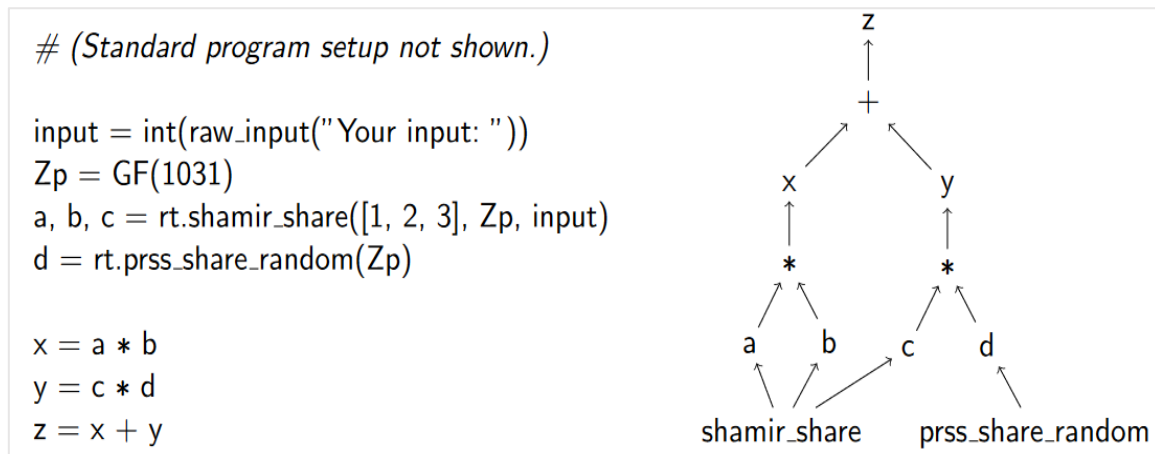 # (Standard program setup not shown.)
input = int(raw_input("Your input: "))
Zp = GF(1031)
a, b, c = rt.shamir_share([1, 2, 3], Zp, input)
d = rt.prss_share_random(Zp)
x = a * b
y = c * d
z = x + y
z
+
x y
* *
a b c d
shamir_share prss_share_random